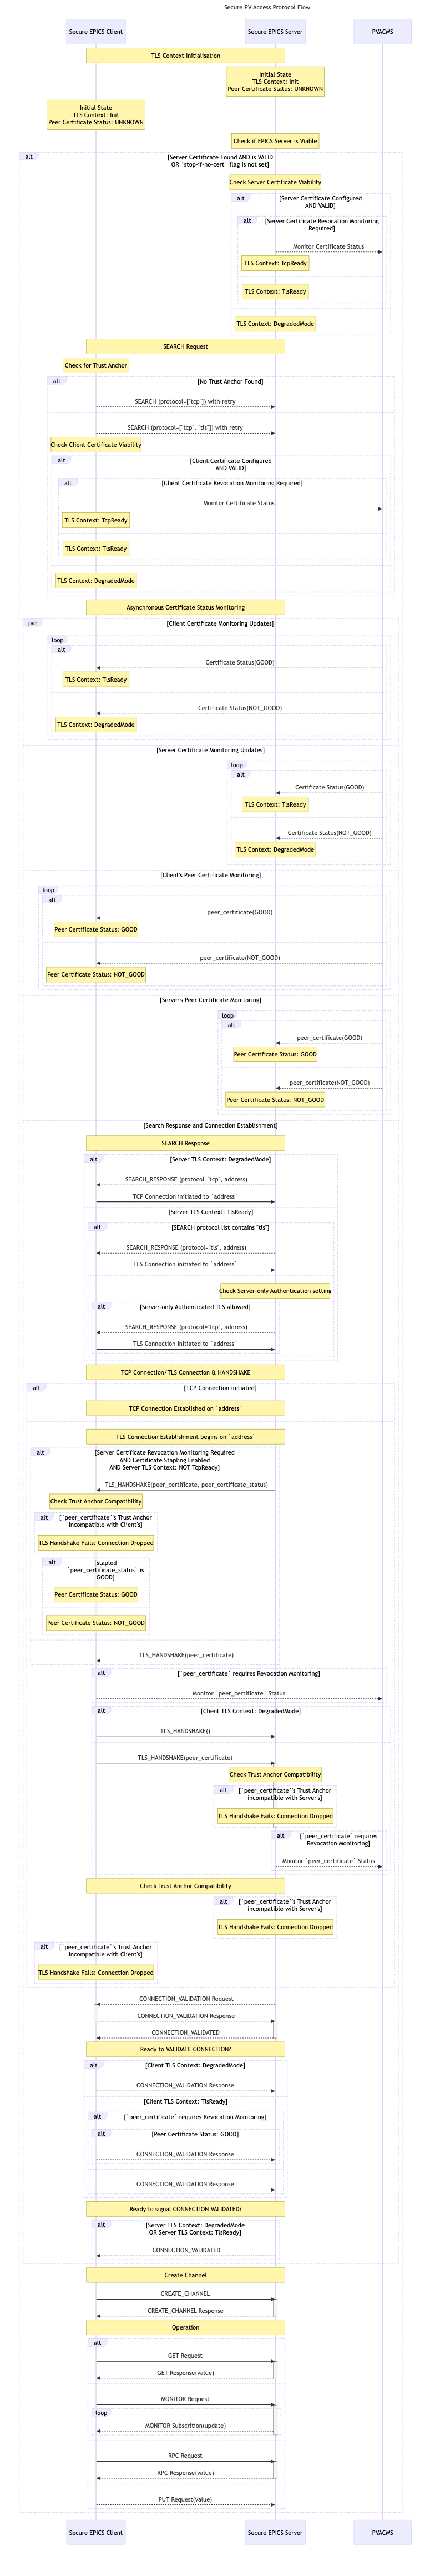 Secure PV Access Protocol Flow
Secure EPICS Client
Secure EPICS Server
PVACMS
TLS Context Initialisation
Initial State
TLS Context: Init
Peer Certificate Status: UNKNOWN
Initial State
TLS Context: Init
Peer Certificate Status: UNKNOWN
Check if EPICS Server is Viable
alt
[Server Certificate Found AND is VALID
OR `stop-if-no-cert` flag is not set]
Check Server Certificate Viability
alt
[Server Certificate Configured
AND VALID]
alt
[Server Certificate Revocation Monitoring
Required]
Monitor Certificate Status
TLS Context: TcpReady
TLS Context: TlsReady
TLS Context: DegradedMode
SEARCH Request
Check for Trust Anchor
alt
[No Trust Anchor Found]
SEARCH (protocol=["tcp"]) with retry
SEARCH (protocol=["tcp", "tls"]) with retry
Check Client Certificate Viability
alt
[Client Certificate Configured
AND VALID]
alt
[Client Certificate Revocation Monitoring Required]
Monitor Certificate Status
TLS Context: TcpReady
TLS Context: TlsReady
TLS Context: DegradedMode
Asynchronous Certificate Status Monitoring
par
[Client Certificate Monitoring Updates]
loop
alt
Certificate Status(GOOD)
TLS Context: TlsReady
Certificate Status(NOT_GOOD)
TLS Context: DegradedMode
[Server Certificate Monitoring Updates]
loop
alt
Certificate Status(GOOD)
TLS Context: TlsReady
Certificate Status(NOT_GOOD)
TLS Context: DegradedMode
[Client's Peer Certificate Monitoring]
loop
alt
peer_certificate(GOOD)
Peer Certificate Status: GOOD
peer_certificate(NOT_GOOD)
Peer Certificate Status: NOT_GOOD
[Server's Peer Certificate Monitoring]
loop
alt
peer_certificate(GOOD)
Peer Certificate Status: GOOD
peer_certificate(NOT_GOOD)
Peer Certificate Status: NOT_GOOD
[Search Response and Connection Establishment]
SEARCH Response
alt
[Server TLS Context: DegradedMode]
SEARCH_RESPONSE (protocol="tcp", address)
TCP Connection initiated to `address`
[Server TLS Context: TlsReady]
alt
[SEARCH protocol list contains "tls"]
SEARCH_RESPONSE (protocol="tls", address)
TLS Connection initiated to `address`
Check Server-only Authentication setting
alt
[Server-only Authenticated TLS allowed]
SEARCH_RESPONSE (protocol="tcp", address)
TLS Connection initiated to `address`
TCP Connection/TLS Connection & HANDSHAKE
alt
[TCP Connection initiated]
TCP Connection Established on `address`
TLS Connection Establishment begins on `address`
alt
[Server Certificate Revocation Monitoring Required
AND Certificate Stapling Enabled
AND Server TLS Context: NOT TcpReady]
TLS_HANDSHAKE(peer_certificate, peer_certificate_status)
Check Trust Anchor Compatibility
alt
[`peer_certificate`'s Trust Anchor
incompatible with Client's]
TLS Handshake Fails: Connection Dropped
alt
[stapled
`peer_certificate_status` is
GOOD]
Peer Certificate Status: GOOD
Peer Certificate Status: NOT_GOOD
TLS_HANDSHAKE(peer_certificate)
alt
[`peer_certificate` requires Revocation Monitoring]
Monitor `peer_certificate` Status
alt
[Client TLS Context: DegradedMode]
TLS_HANDSHAKE()
TLS_HANDSHAKE(peer_certificate)
Check Trust Anchor Compatibility
alt
[`peer_certificate`'s Trust Anchor
incompatible with Server's]
TLS Handshake Fails: Connection Dropped
alt
[`peer_certificate` requires
Revocation Monitoring]
Monitor `peer_certificate` Status
Check Trust Anchor Compatibility
alt
[`peer_certificate`'s Trust Anchor
incompatible with Server's]
TLS Handshake Fails: Connection Dropped
alt
[`peer_certificate`'s Trust Anchor
incompatible with Client's]
TLS Handshake Fails: Connection Dropped
CONNECTION_VALIDATION Request
CONNECTION_VALIDATION Response
CONNECTION_VALIDATED
Ready to VALIDATE CONNECTION?
alt
[Client TLS Context: DegradedMode]
CONNECTION_VALIDATION Response
[Client TLS Context: TlsReady]
alt
[`peer_certificate` requires Revocation Monitoring]
alt
[Peer Certificate Status: GOOD]
CONNECTION_VALIDATION Response
CONNECTION_VALIDATION Response
Ready to signal CONNECTION VALIDATED?
alt
[Server TLS Context: DegradedMode
OR Server TLS Context: TlsReady]
CONNECTION_VALIDATED
Create Channel
CREATE_CHANNEL
CREATE_CHANNEL Response
Operation
alt
GET Request
GET Response(value)
MONITOR Request
loop
MONITOR Subscrition(update)
RPC Request
RPC Response(value)
PUT Request(value)
Secure EPICS Client
Secure EPICS Server
PVACMS